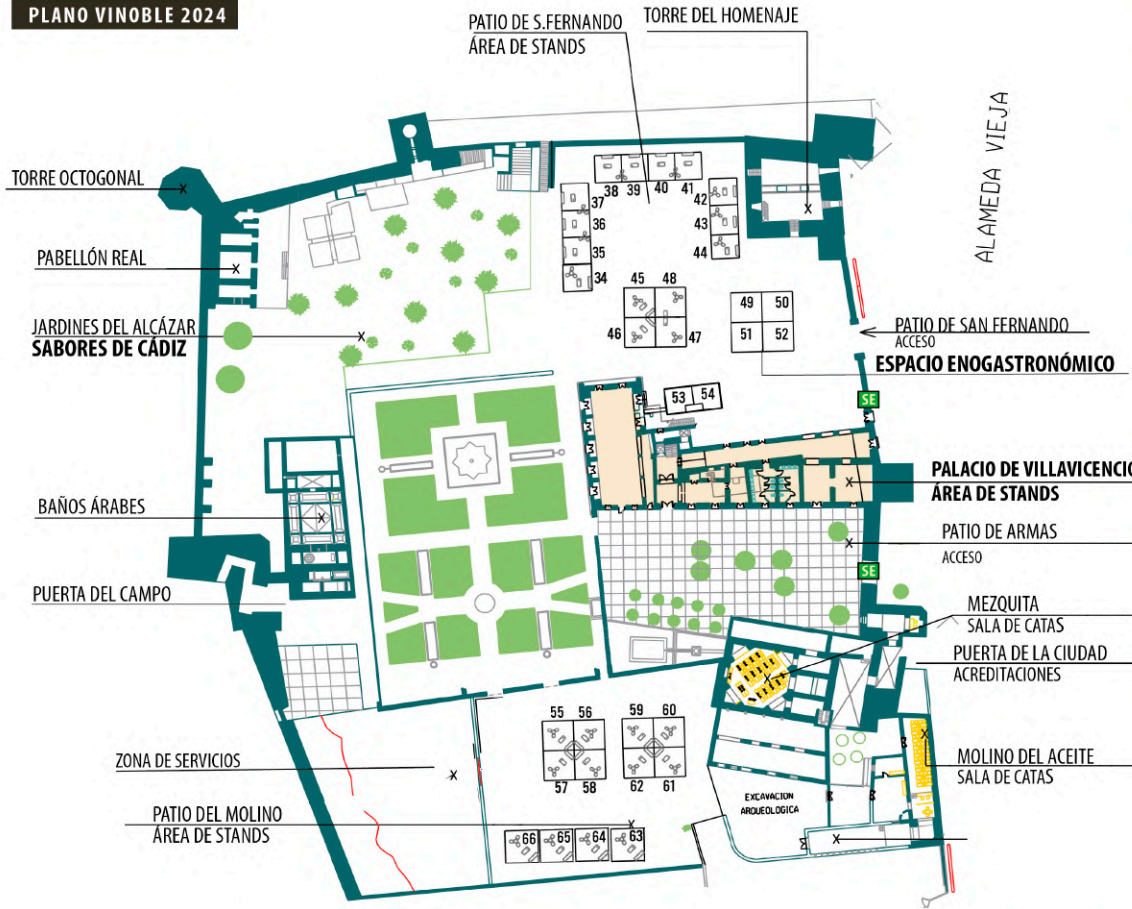 PLANO VINOBLE 2024
PATIO DE S.FERNANDO
ÁREA DE STANDS
TORRE DEL HOMENAJE
ALAMEDA VIEJA
TORRE OCTOGONAL
PABELLÓN REAL
JARDINES DEL ALCÁZAR
SABORES DE CÁDIZ
38 39 40 41
37
36
35
34
42
43
44
45 48
46 47
49 50
51 52
PATIO DE SAN FERNANDO
ACCESO
ESPACIO ENOGASTRONÓMICO
53 54
SE
PALACIO DE VILLAVICENCIO
ÁREA DE STANDS
BAÑOS ÁRABES
PATIO DE ARMAS
ACCESO
SE
PUERTA DEL CAMPO
MEZQUITA
SALA DE CATAS
PUERTA DE LA CIUDAD
ACREDITACIONES
55 56 59 60
57 58 62 61
ZONA DE SERVICIOS
MOLINO DEL ACEITE
SALA DE CATAS
EXCAVACION
ARQUEOLOGICA
PATIO DEL MOLINO
ÁREA DE STANDS
66 65 64 63